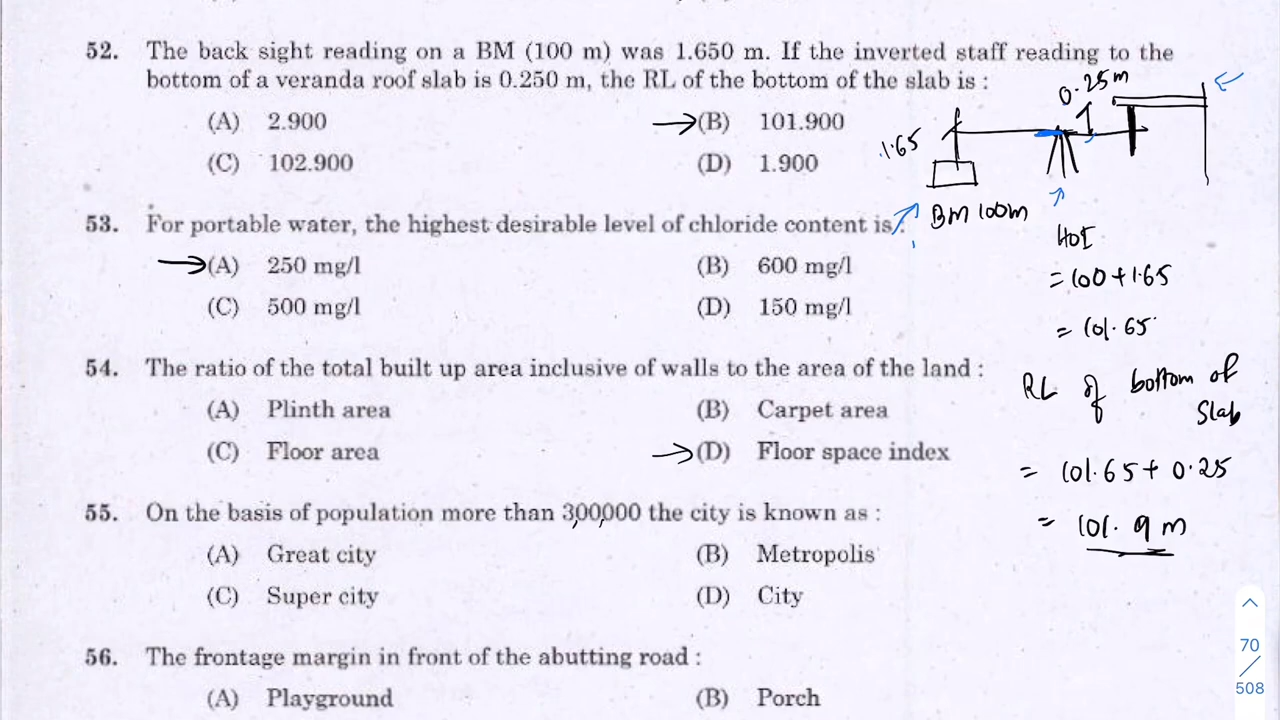 52. The back sight reading on a BM (100 m) was 1.650 m. If the inverted staff reading to the
bottom of a veranda roof slab is 0.250 m, the RL of the bottom of the slab is :
(A) 2.900
(B) 101.900
(C) 102.900
(D) 1.900
0.25m
1.65
BM 100m
HOI
= 100 + 1.65
= 101.65
RL of bottom of
Slab
= 101.65 + 0.25
= 101.9 m
53. For portable water, the highest desirable level of chloride content is :
(A) 250 mg/l
(B) 600 mg/l
(C) 500 mg/l
(D) 150 mg/l
54. The ratio of the total built up area inclusive of walls to the area of the land :
(A) Plinth area
(B) Carpet area
(C) Floor area
(D) Floor space index
55. On the basis of population more than 3,00,000 the city is known as :
(A) Great city
(B) Metropolis
(C) Super city
(D) City
56. The frontage margin in front of the abutting road :
(A) Playground
(B) Porch
70
508